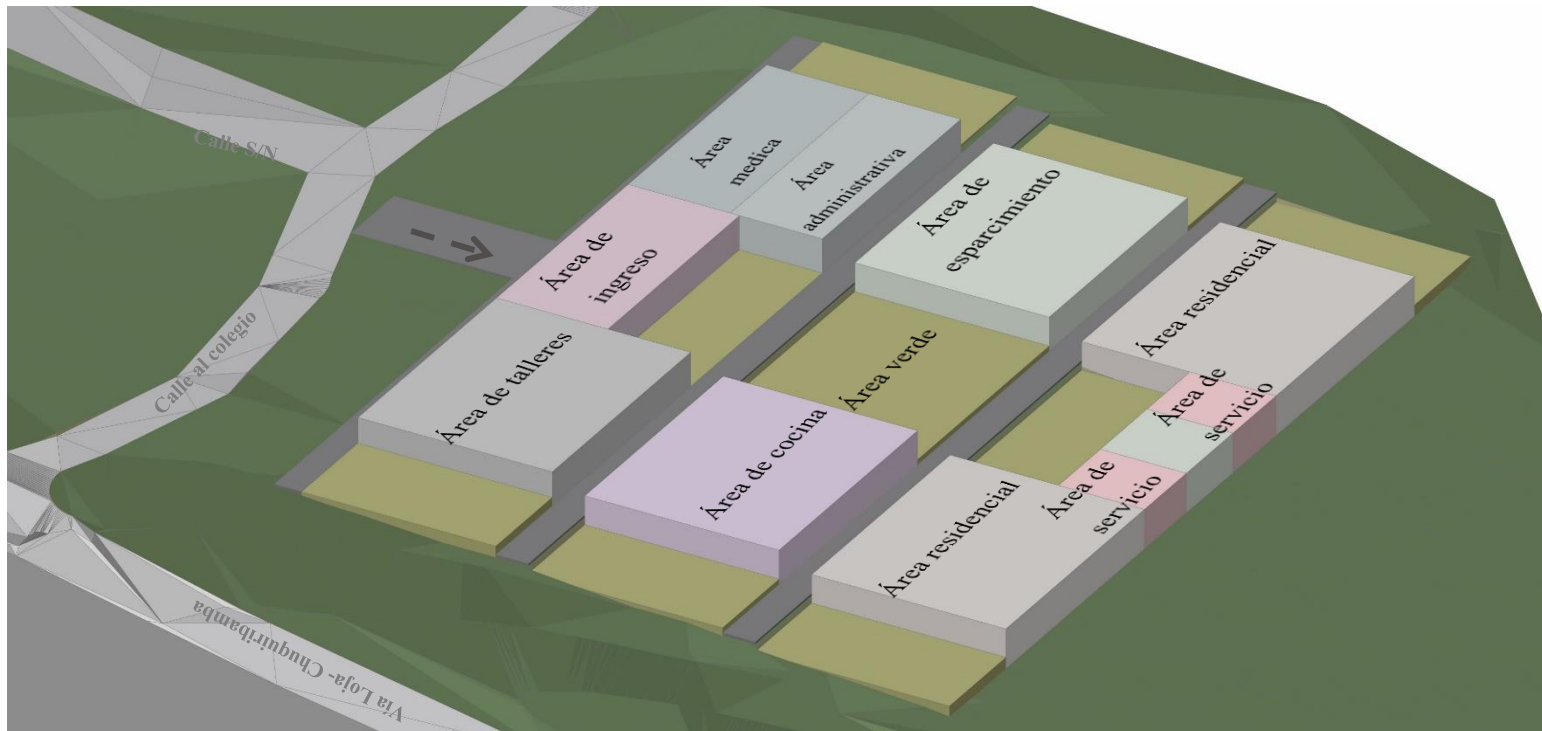 Calle S/N
Área
medica
Área
administrativa
Área de
esparcimiento
Área de
ingreso
Área residencial
Calle al colegio
Área de talleres
Área verde
Área de
servicio
Área de cocina
Área de
servicio
Área residencial
Vía Loja- Chuquiribamba